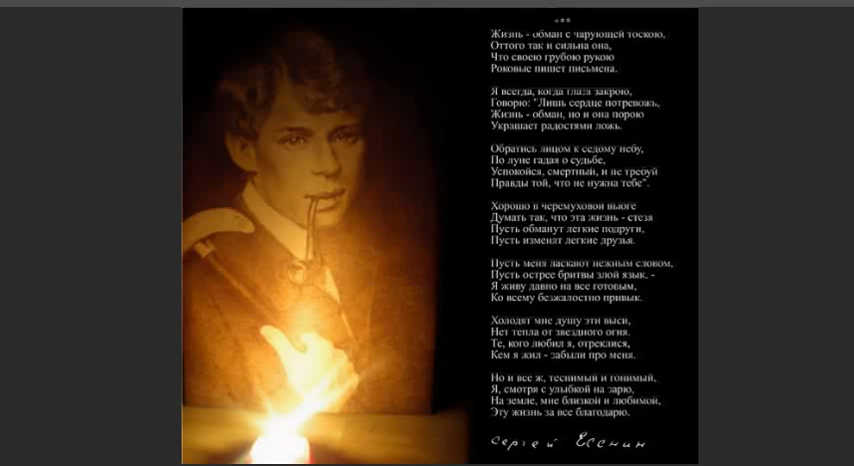 ***
Жизнь - обман с чарующей тоскою,
Оттого так и сильна она,
Что своею грубою рукою
Роковые пишет письмена.
Я всегда, когда глаза закрою,
Говорю: "Лишь сердце потревожь,
Жизнь - обман, но и она порою
Украшает радостями ложь.
Обратись лицом к седому небу,
По луне гадая о судьбе,
Успокойся, смертный, и не требуй
Правды той, что не нужна тебе".
Хорошо в черемуховой вьюге
Думать так, что эта жизнь - стезя
Пусть обманут легкие подруги,
Пусть изменят легкие друзья.
Пусть меня ласкают нежным словом,
Пусть острее бритвы злой язык, -
Я живу давно на все готовым,
Ко всему безжалостно привык.
Холодят мне душу эти выси,
Нет тепла от звездного огня.
Те, кого любил я, отреклися,
Кем я жил - забыли про меня.
Но и все ж, теснимый и гонимый,
Я, смотря с улыбкой на зарю,
На земле, мне близкой и любимой,
Эту жизнь за все благодарю.
Сергей Есенин